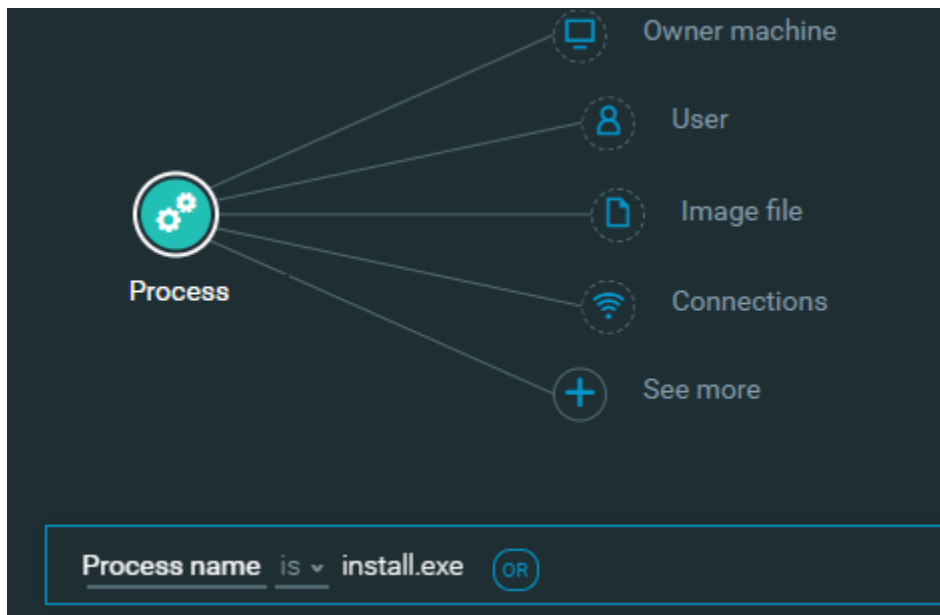 Owner machine
User
Image file
Process
Connections
See more
Process name is install.exe OR